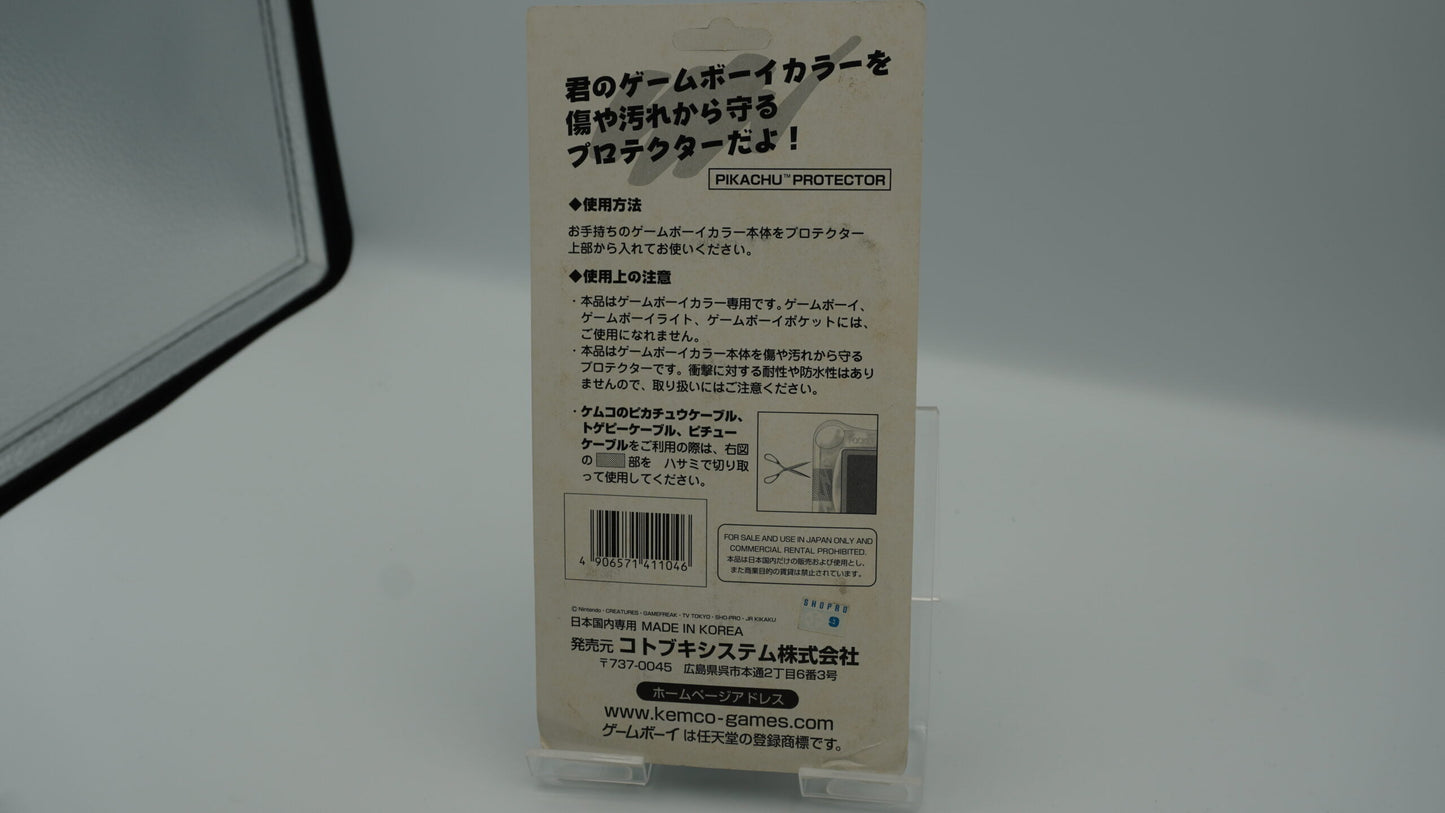 君のゲームボーイカラーを
傷や汚れから守る
プロテクターだよ！
PIKACHU™ PROTECTOR
◆使用方法
お手持ちのゲームボーイカラー本体をプロテクター
上部から入れてお使いください。
◆使用上の注意
・本品はゲームボーイカラー専用です。ゲームボーイ、
ゲームボーイライト、ゲームボーイポケットには、
ご使用になれません。
・本品はゲームボーイカラー本体を傷や汚れから守る
プロテクターです。衝撃に対する耐性や防水性はあり
ませんので、取り扱いにはご注意ください。
・ケムコのピカチュウケーブル、
トゲピーケーブル、ピチュー
ケーブルをご利用の際は、右図
の 部を ハサミで切り取
って使用してください。
4 906571 411046
FOR SALE AND USE IN JAPAN ONLY AND
COMMERCIAL RENTAL PROHIBITED.
本品は日本国内だけの販売および使用とし、
また商業目的の賃貸は禁止されています。
© Nintendo・CREATURES・GAMEFREAK・TV TOKYO・SHO-PRO・JR KIKAKU
SHOPRO
9
日本国内専用 MADE IN KOREA
発売元 コトブキシステム株式会社
〒737-0045 広島県呉市本通2丁目6番3号
ホームページアドレス
www.kemco-games.com
ゲームボーイは任天堂の登録商標です。